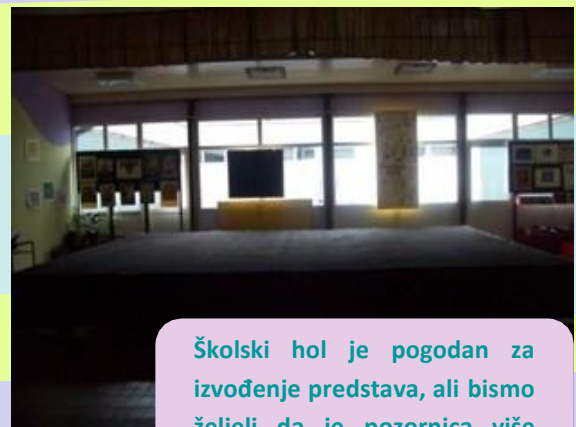 Školski hol je pogodan za
izvođenje predstava, ali bismo
željeli da je pozornica više